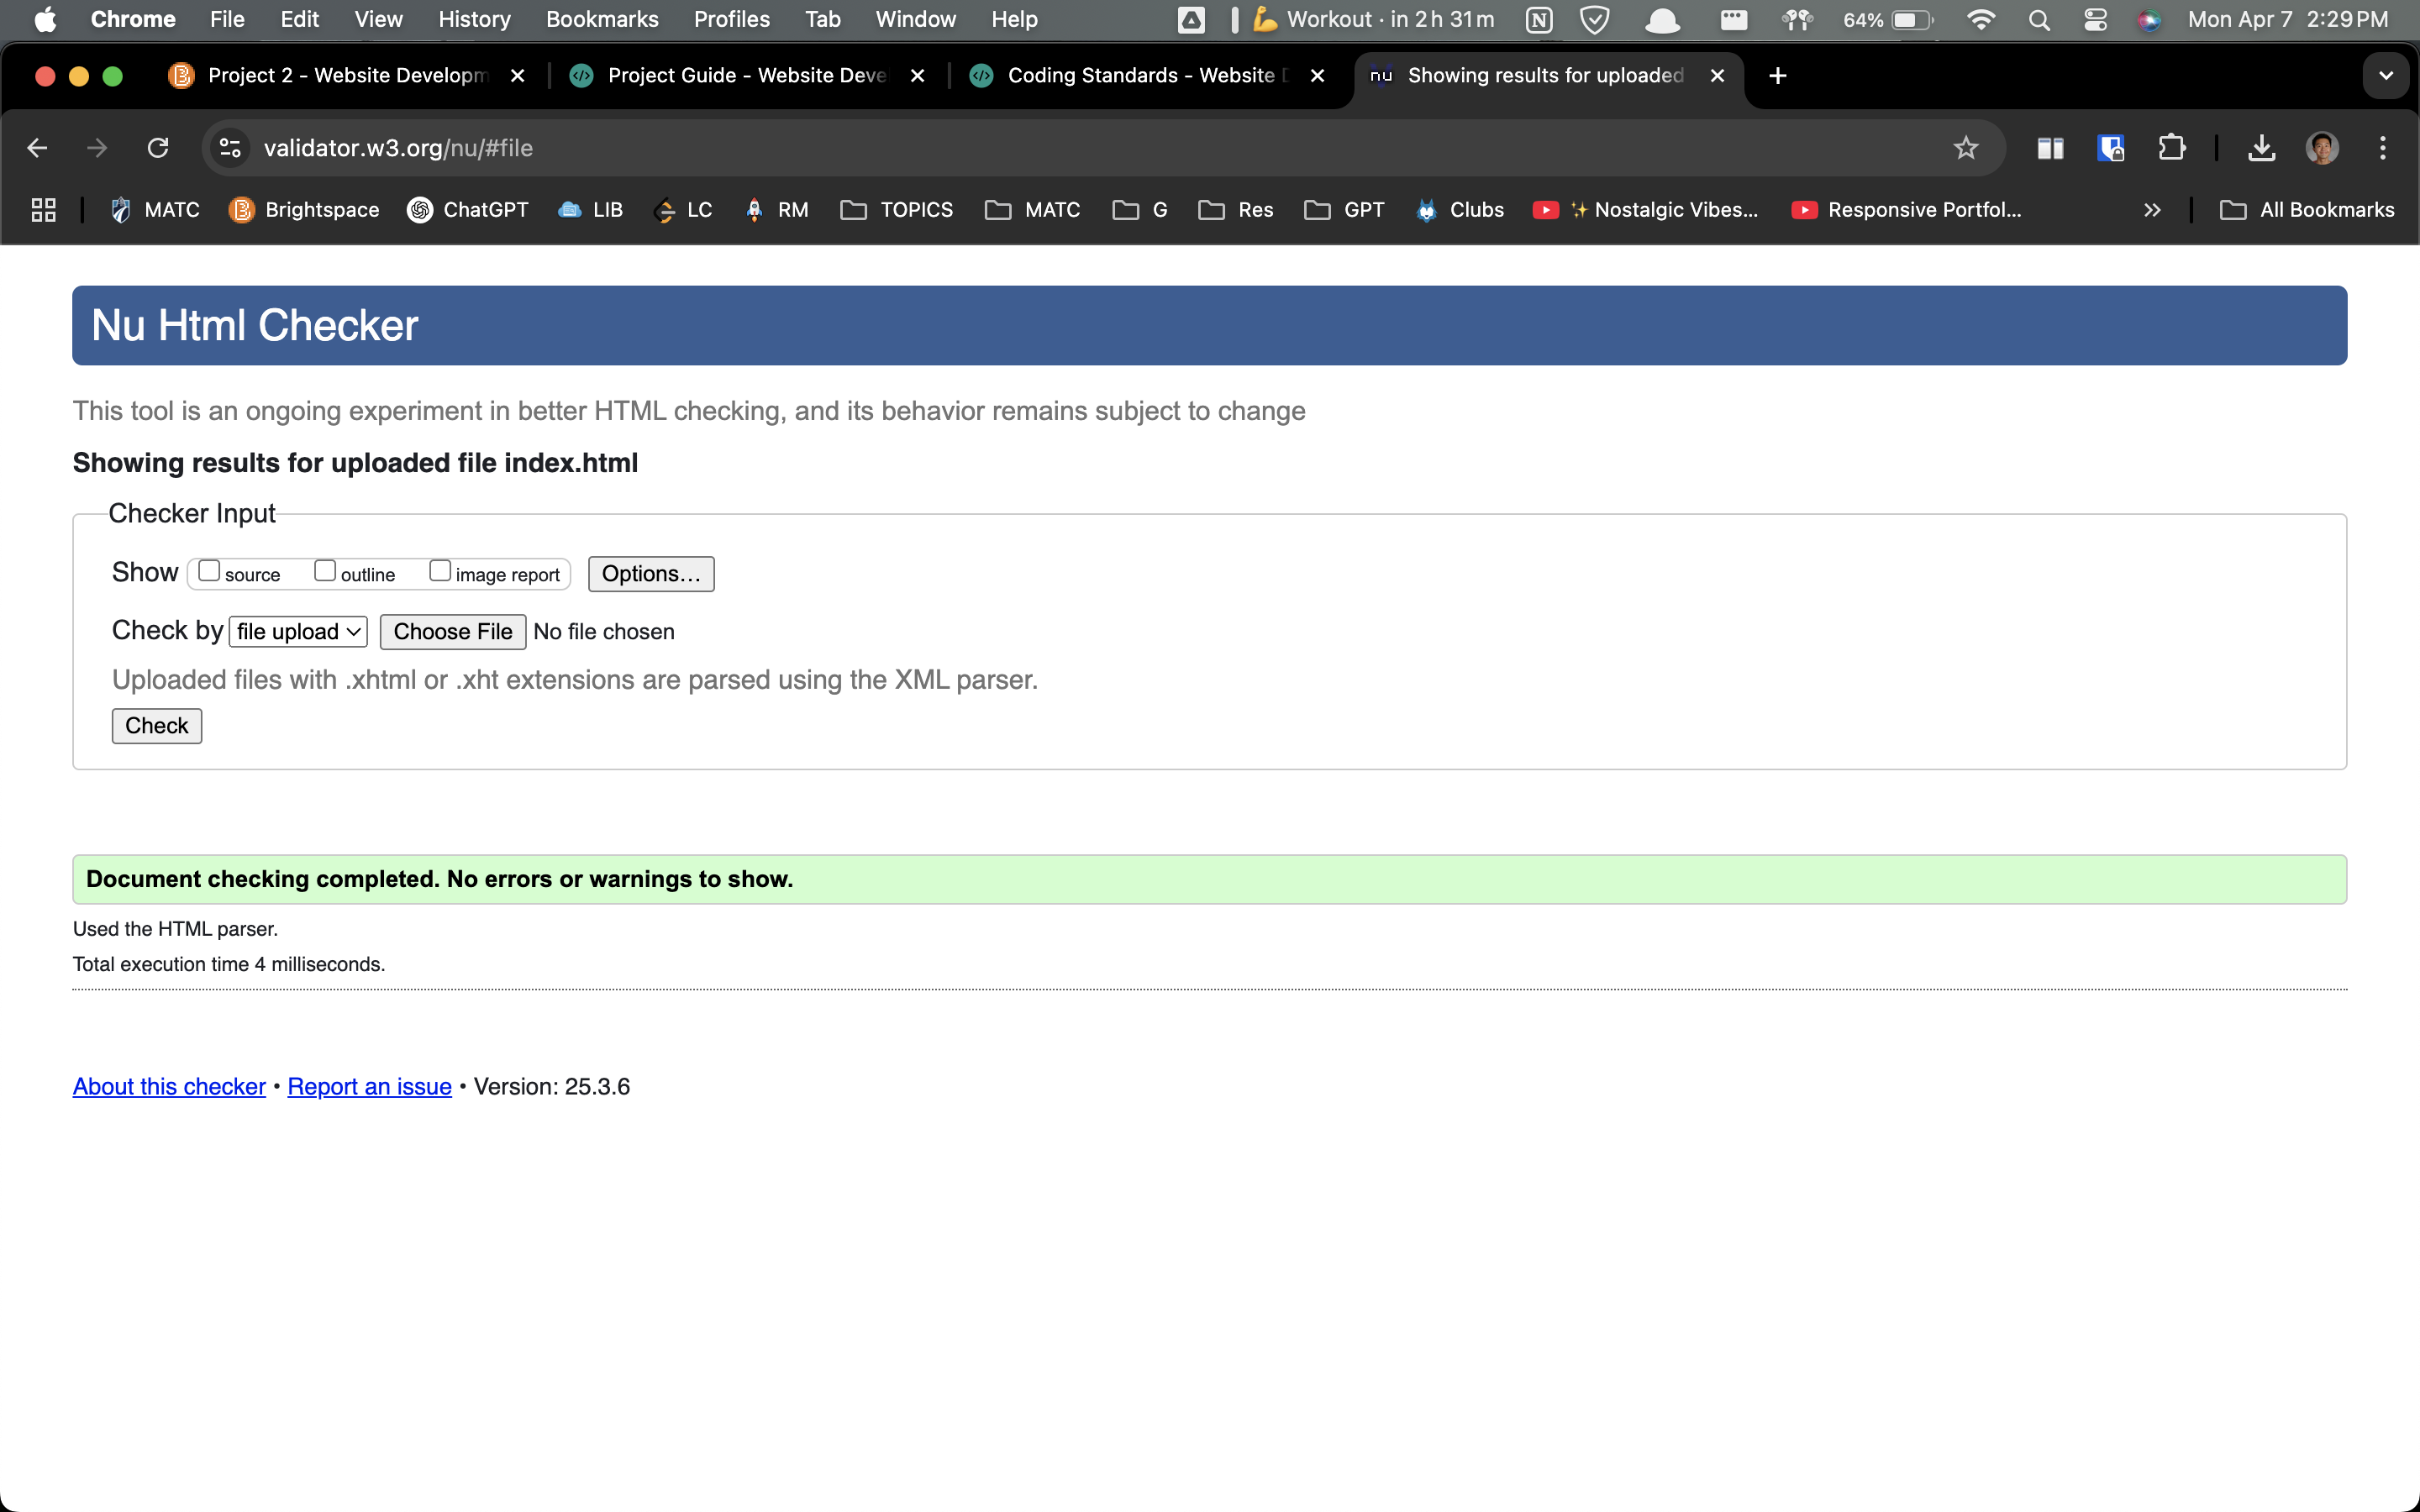 Chrome File Edit View History Bookmarks Profiles Tab Window Help 💪 Workout · in 2 h 31 m 64% Mon Apr 7 2:29 PM
Project 2 - Website Developm Project Guide - Website Deve Coding Standards - Website Showing results for uploaded
validator.w3.org/nu/#file
MATC Brightspace ChatGPT LIB LC RM TOPICS MATC G Res GPT Clubs ✨ Nostalgic Vibes... Responsive Portfol... » All Bookmarks
Nu Html Checker
This tool is an ongoing experiment in better HTML checking, and its behavior remains subject to change
Showing results for uploaded file index.html
Checker Input
Show source outline image report Options...
Check by file upload Choose File No file chosen
Uploaded files with .xhtml or .xht extensions are parsed using the XML parser.
Check
Document checking completed. No errors or warnings to show.
Used the HTML parser.
Total execution time 4 milliseconds.
About this checker • Report an issue • Version: 25.3.6